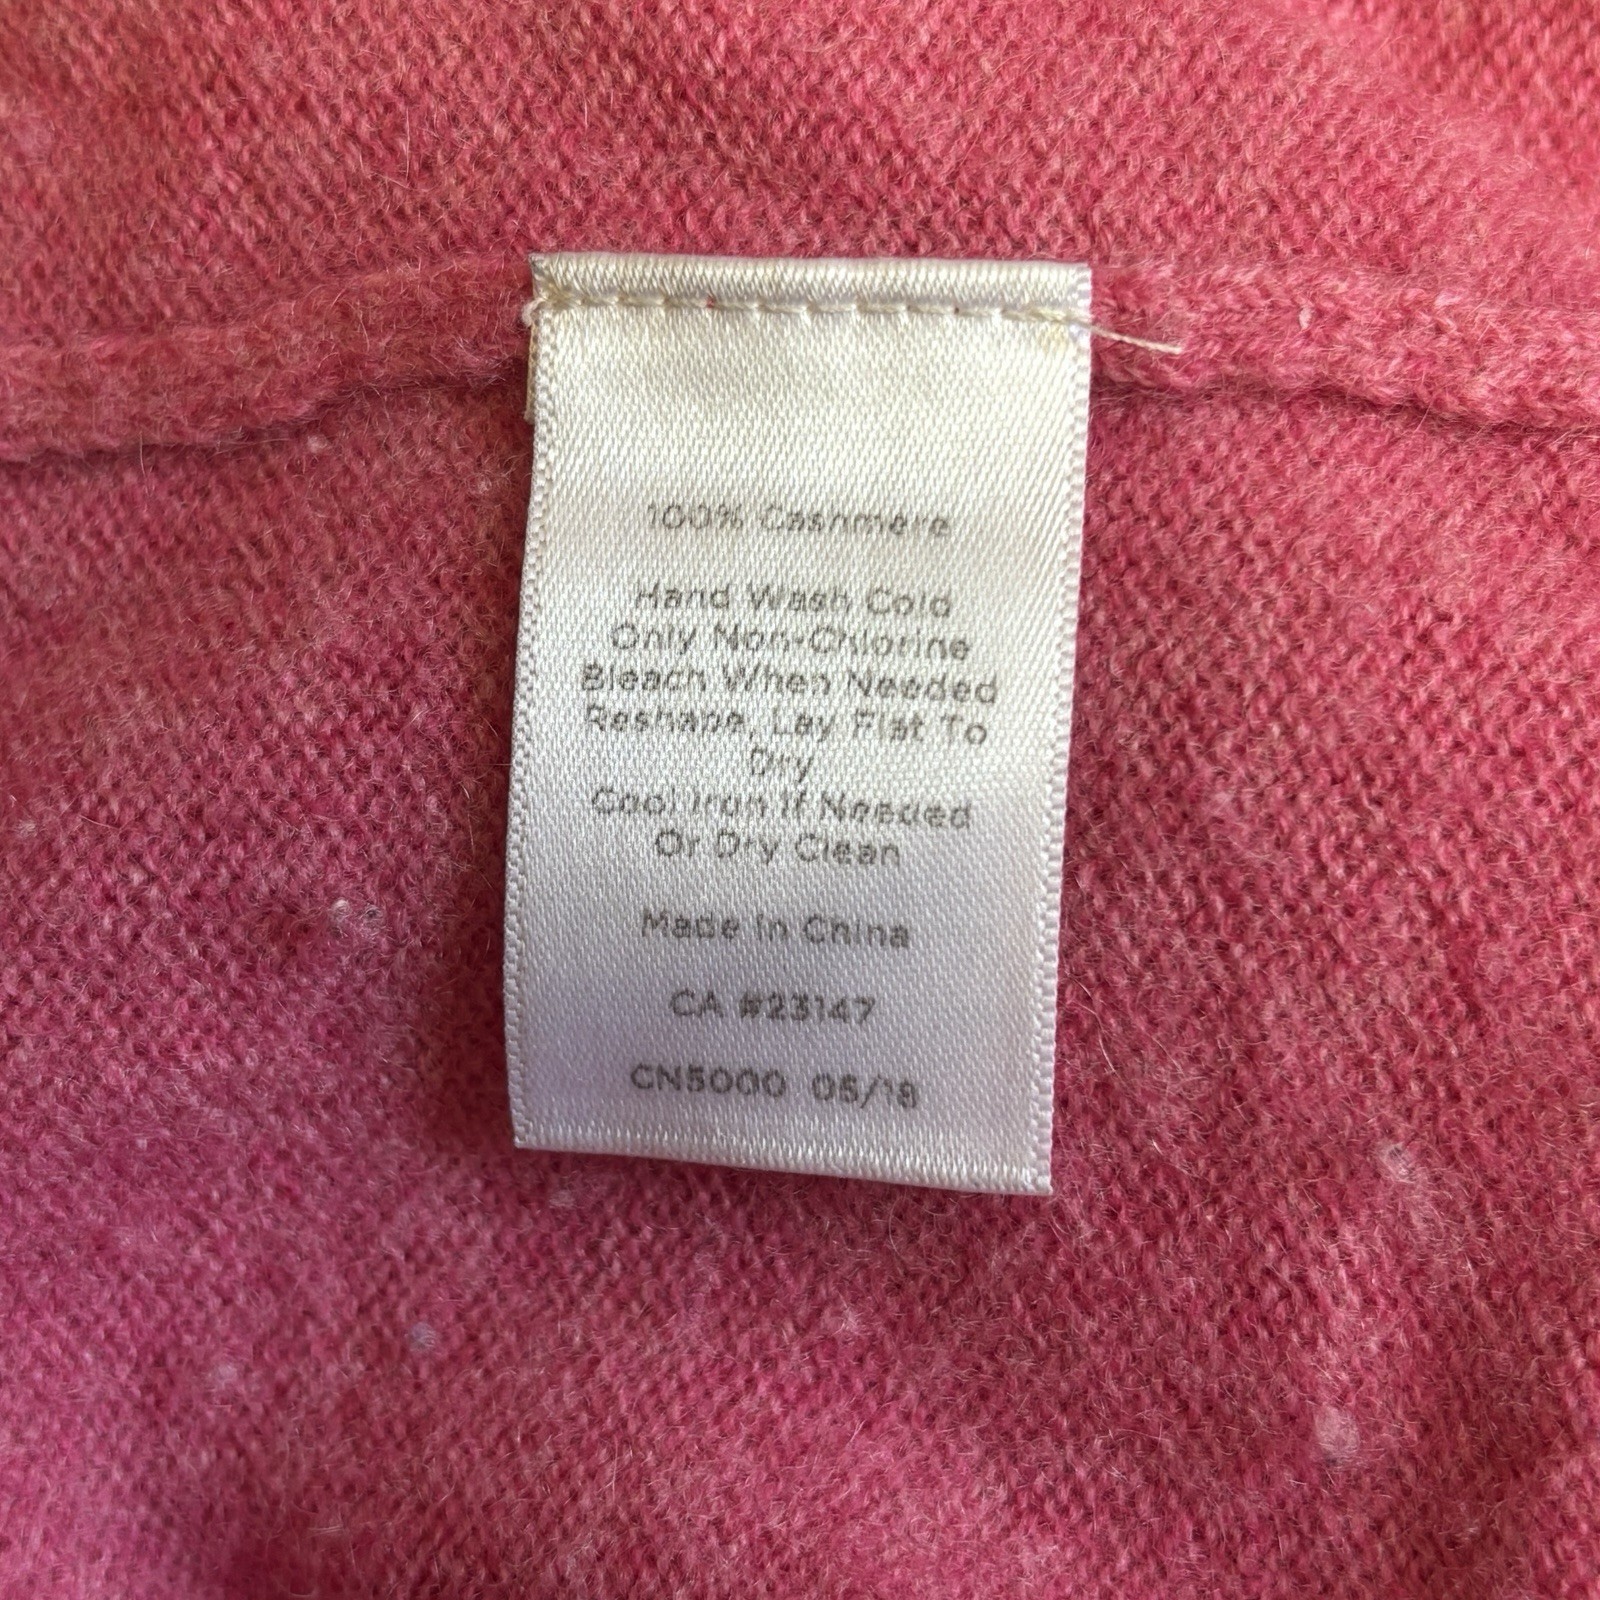 100% Cashmere
Hand Wash Cold
Only Non-Chlorine
Bleach When Needed
Reshape, Lay Flat To
Dry
Cool Iron If Needed
Or Dry Clean
Made In China
CA #23147
CN5000 05/18